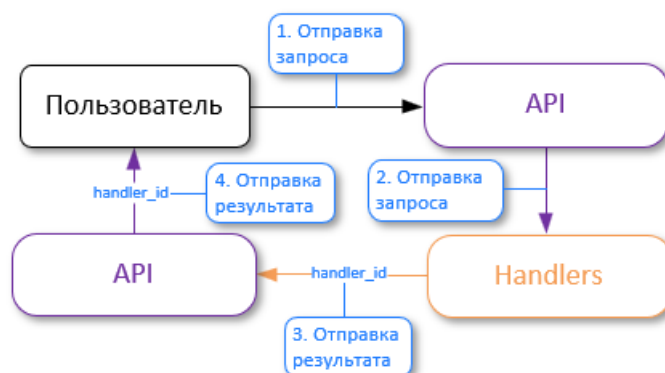 1. Отправка
запроса
Пользователь
API
2. Отправка
запроса
handler_id
4. Отправка
результата
API
handler_id
Handlers
3. Отправка
результата